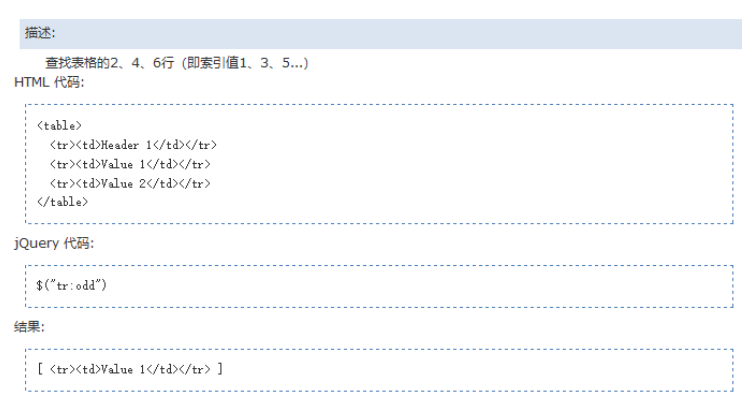 描述:
查找表格的2、4、6行 (即索引值1、3、5...)
HTML 代码:
<table>
  <tr><td>Header 1</td></tr>
  <tr><td>Value 1</td></tr>
  <tr><td>Value 2</td></tr>
</table>
jQuery 代码:
$("tr:odd")
结果:
[ <tr><td>Value 1</td></tr> ]